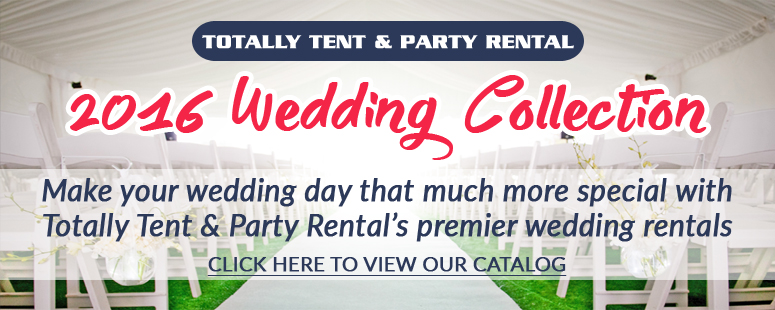 TOTALLY TENT & PARTY RENTAL
2016 Wedding Collection
Make your wedding day that much more special with
Totally Tent & Party Rental's premier wedding rentals
CLICK HERE TO VIEW OUR CATALOG